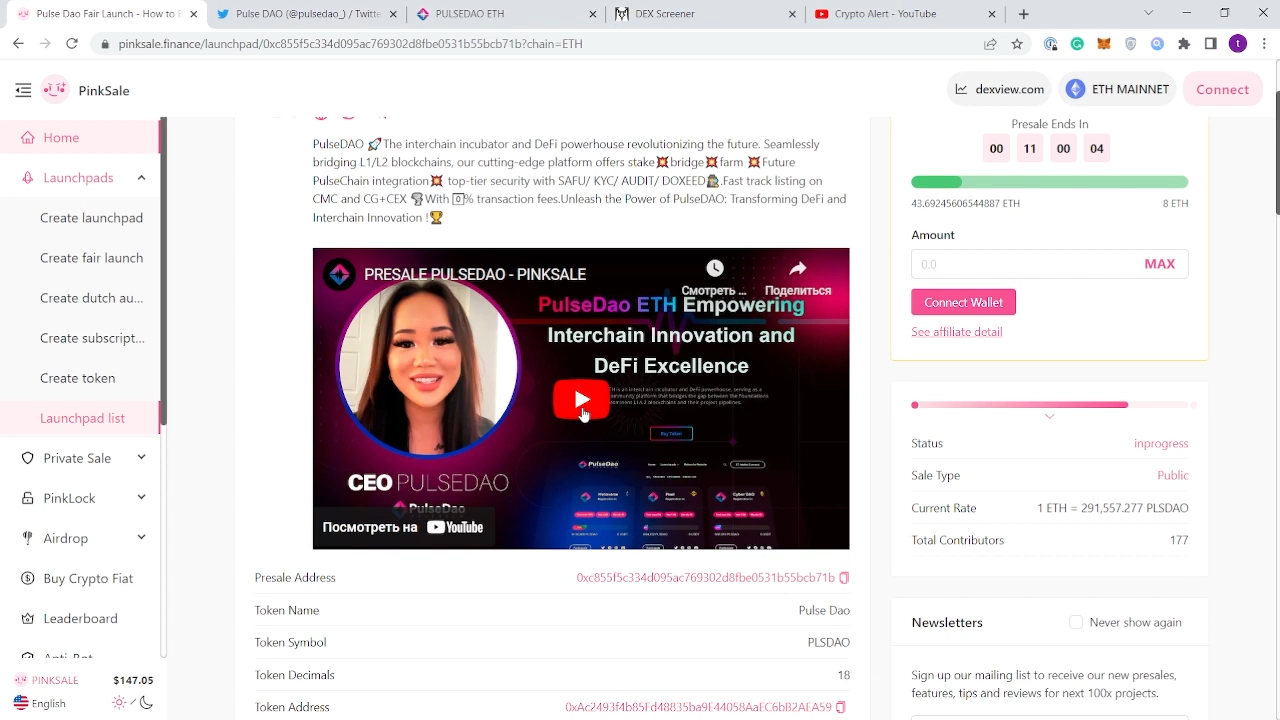 Pink Fair Launch - How to E
Pulse DAO (@pulsedao_) / Twitte
PULSEDAO ETH
DEX Screener
Crypto Alert - YouTube
pinksale.finance/launchpad/0xc855f5c334d095ac769302d8fbe0531b55bcb71b?chain=ETH
PinkSale
dexview.com
ETH MAINNET
Connect
Home
Launchpads
Create launchpad
Create fair launch
Create dutch au...
Create subscript...
Create token
nchpad list
Private Sale
PinkLock
Airdrop
Buy Crypto Fiat
Leaderboard
Anti-Bot
PINKSALE
$147.05
English
PulseDAO 🚀The interchain incubator and DeFi powerhouse revolutionizing the future. Seamlessly
bridging L1/L2 blockchains, our cutting-edge platform offers stake💥bridge💥farm 💥Future
PulseChain integration💥 top-tier security with SAFU/ KYC/ AUDIT/ DOXEED🕵.Fast track listing on
CMC and CG+CEX 🌪With 0️⃣% transaction fees.Unleash the Power of PulseDAO: Transforming DeFi and
Interchain Innovation !🏆
PRESALE PULSEDAO - PINKSALE
Смотреть ...
Поделиться
PulseDao ETH Empowering
Interchain Innovation and
DeFi Excellence
Buy Token
PulseDao
CEO PULSEDAO
PulseDao
Посмотреть на YouTube
Presale Address
0xc855f5c334d095ac769302d8fbe0531b55bcb71b
Token Name
Pulse Dao
Token Symbol
PLSDAO
Token Decimals
18
Token Address
0xAc2493f4b85Fd48835ba9E44058AaEC6bB2AEA59
Presale Ends In
00
11
00
04
43.69245606544887 ETH
8 ETH
Amount
0.0
MAX
Connect Wallet
See affiliate detail
Status
inprogress
Sale Type
Public
Current Rate
1 ETH = 291,557.277 PLSDAO
Total Contributors
177
Newsletters
Never show again
Sign up our mailing list to receive our new presales,
features, tips and reviews for next 100x projects.